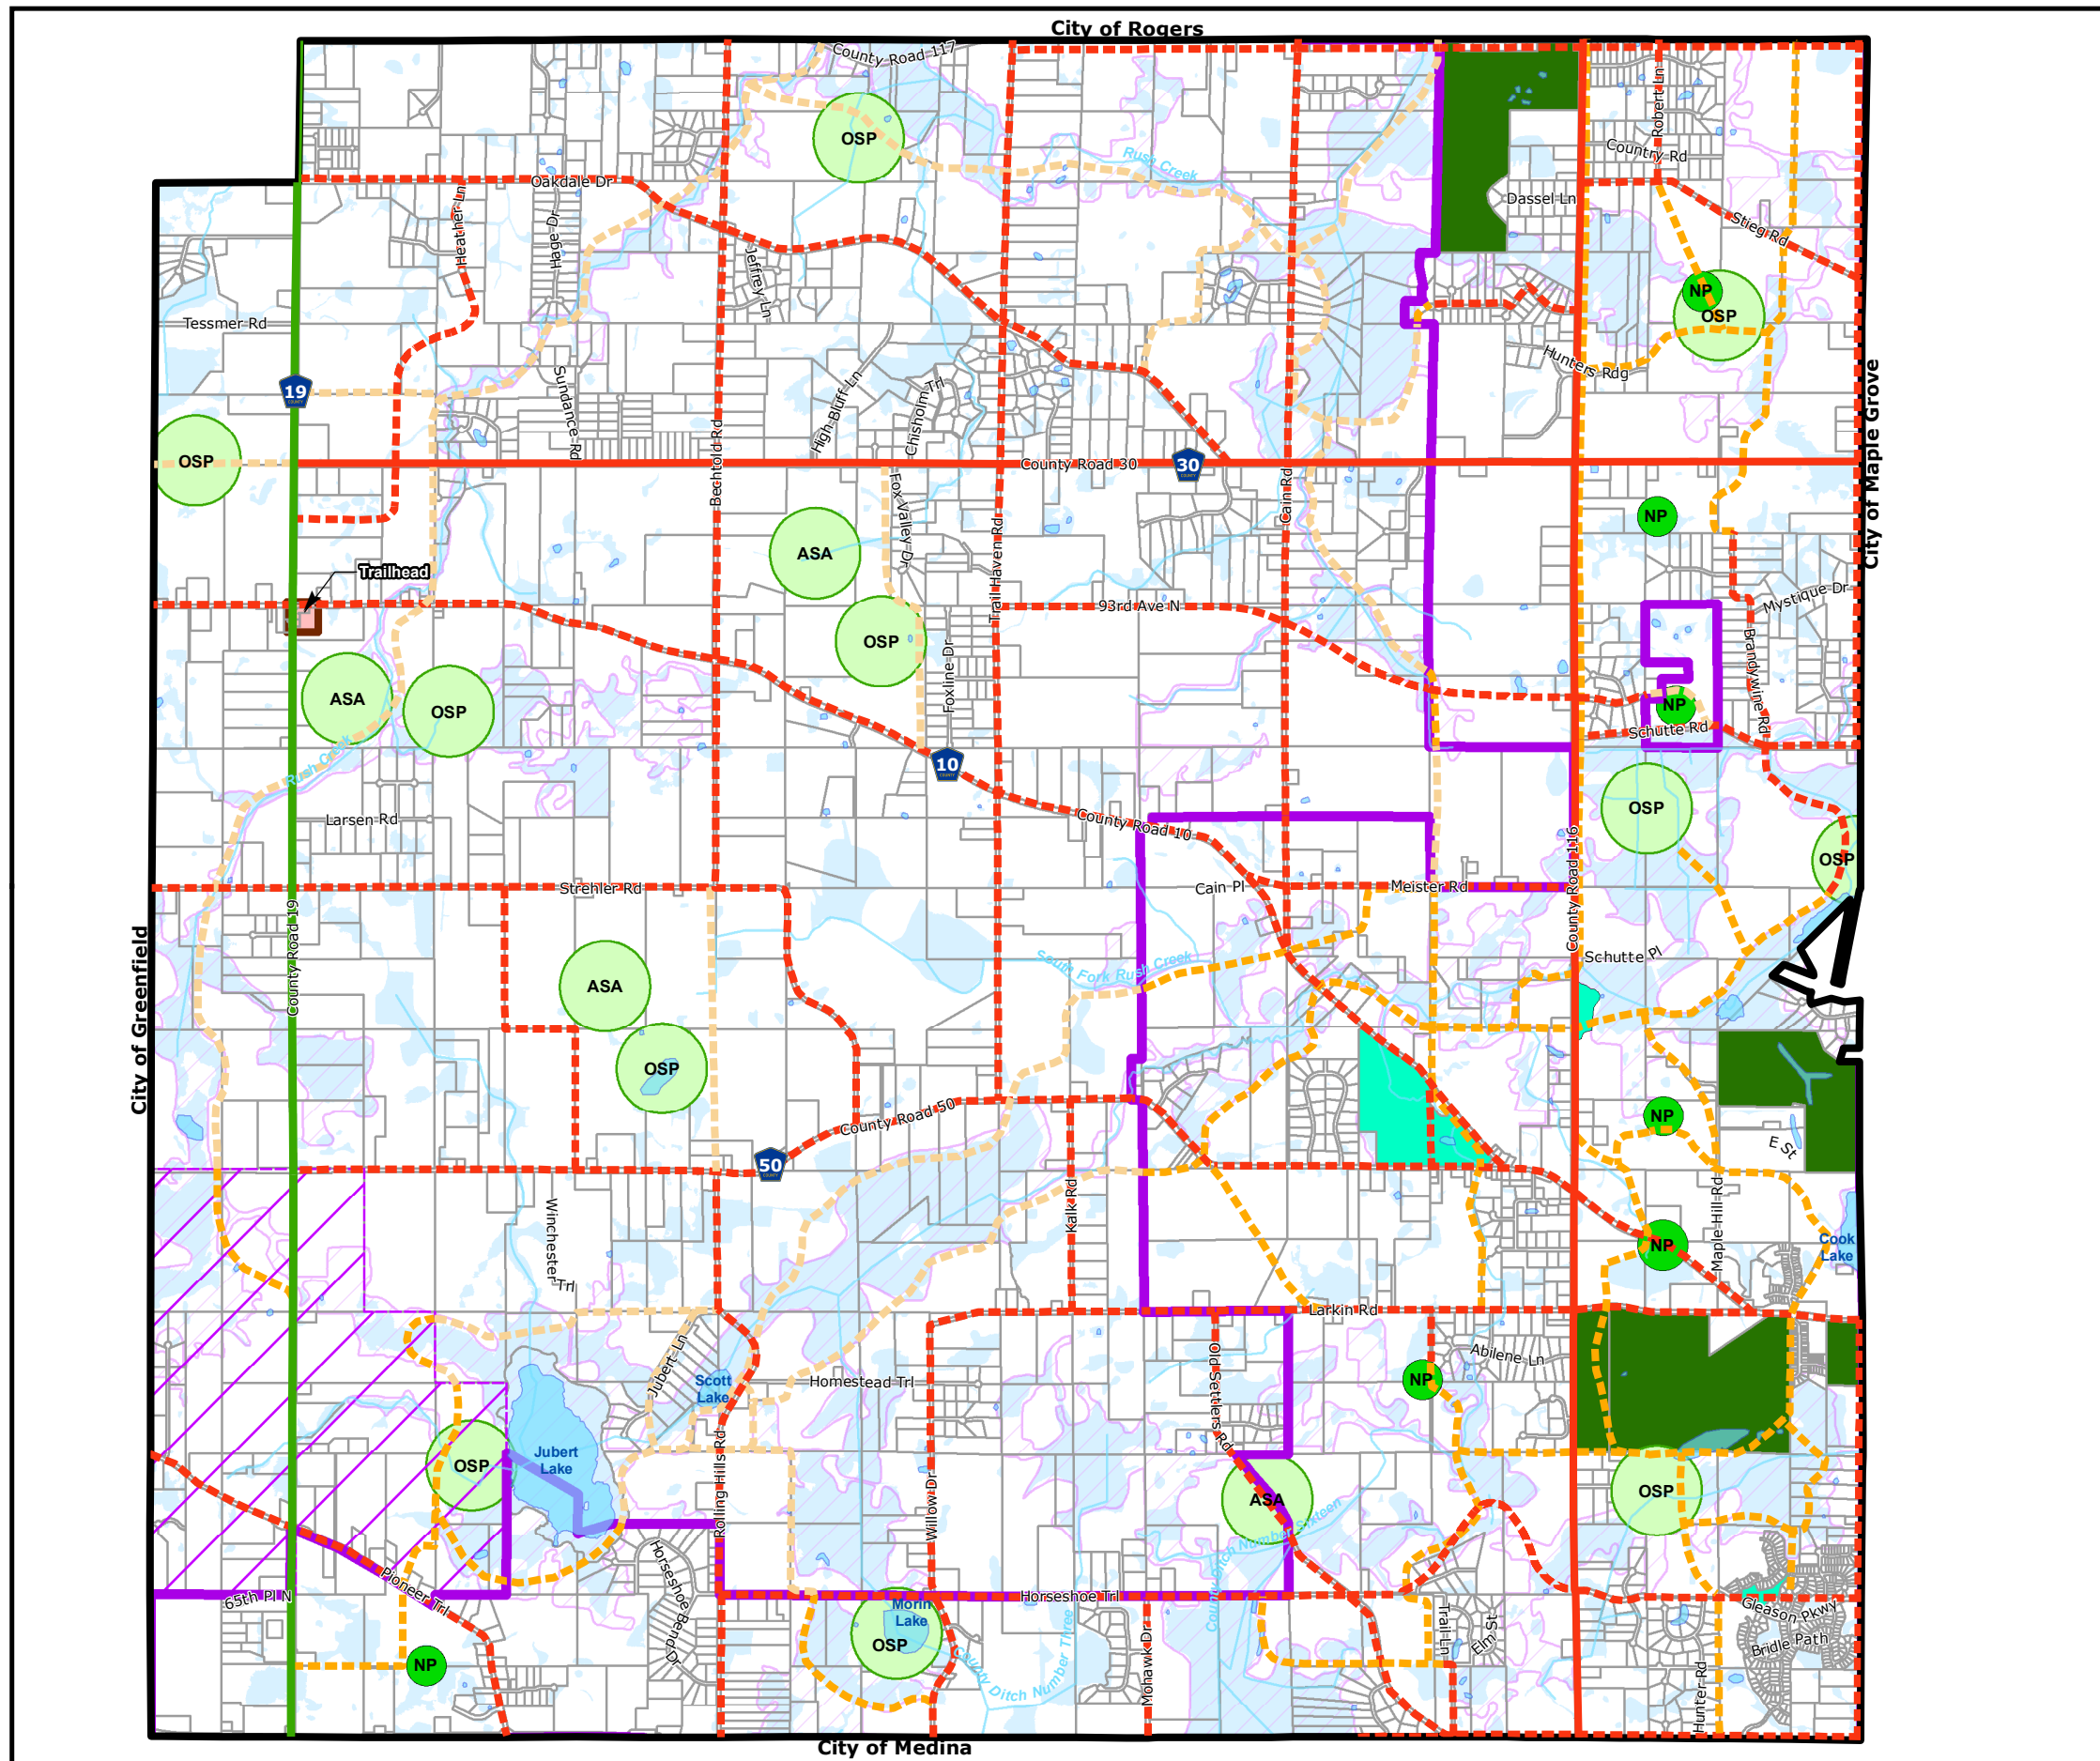 City of Rogers
County Road 117
OSP
Rush Creek
Robert Ln
Country Rd
Oakdale Dr
Dassel Ln
Heather Ln
Hage Dr
Stieg Rd
Jeffrey Ln
NP
OSP
Tessmer Rd
Hunters Rdg
City of Maple Grove
19
COUNTY
Sundance Rd
High Bluff Ln
Chisholm Trl
Bechtold Rd
OSP
County Road 30
30
COUNTY
Cain Rd
Fox Valley Dr
NP
ASA
Trail Haven Rd
Trailhead
93rd Ave N
Mystique Dr
OSP
Foxline Dr
Brandywine Rd
ASA
OSP
NP
Schutte Rd
Rush Creek
10
COUNTY
OSP
Larsen Rd
County Road 10
County Road 116
OSP
Strehler Rd
Cain Pl
Meister Rd
County Road 19
City of Greenfield
South Fork Rush Creek
Schutte Pl
ASA
OSP
County Road 50
NP
E St
50
Kalk Rd
Maple Hill Rd
Winchester Trl
NP
Cook
Lake
Larkin Rd
Jubert Ln
Old Settlers Rd
Abilene Ln
Scott
Lake
Homestead Trl
NP
Jubert
Lake
OSP
Rolling Hills Rd
Willow Dr
ASA
OSP
County Ditch Number Sixteen
Horseshoe Bend Dr
Pioneer Trl
65th Pl N
Horseshoe Trl
Morin
Lake
OSP
Gleason Pkwy
County Ditch Number Three
Mohawk Dr
Trail Ln
Elm St
Bridle Path
NP
Hunter Rd
City of Medina